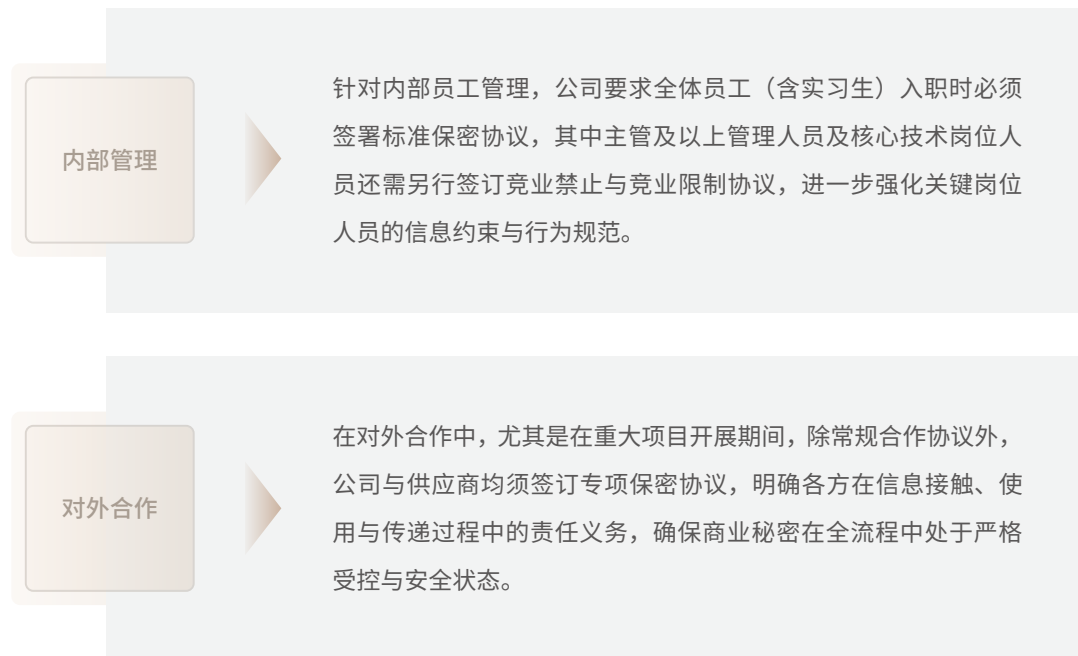 内部管理
针对内部员工管理，公司要求全体员工（含实习生）入职时必须
签署标准保密协议，其中主管及以上管理人员及核心技术岗位人
员还需另行签订竞业禁止与竞业限制协议，进一步强化关键岗位
人员的信息约束与行为规范。
对外合作
在对外合作中，尤其是在重大项目开展期间，除常规合作协议外，
公司与供应商均须签订专项保密协议，明确各方在信息接触、使
用与传递过程中的责任义务，确保商业秘密在全流程中处于严格
受控与安全状态。